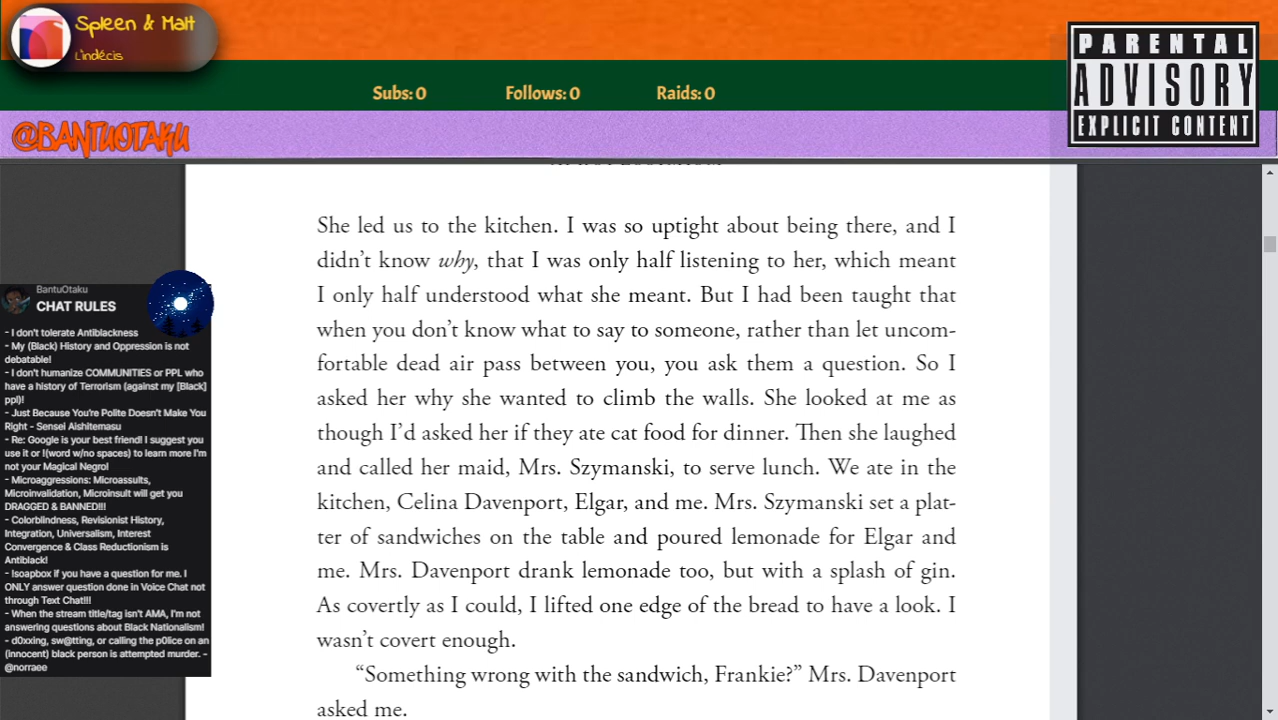 Spleen & Malt
L'indécis
PARENTAL
ADVISORY
EXPLICIT CONTENT
Subs: 0 Follows: 0 Raids: 0
@BANTUOTAKU
She led us to the kitchen. I was so uptight about being there, and I
didn't know why, that I was only half listening to her, which meant
I only half understood what she meant. But I had been taught that
when you don't know what to say to someone, rather than let uncom-
fortable dead air pass between you, you ask them a question. So I
asked her why she wanted to climb the walls. She looked at me as
though I'd asked her if they ate cat food for dinner. Then she laughed
and called her maid, Mrs. Szymanski, to serve lunch. We ate in the
kitchen, Celina Davenport, Elgar, and me. Mrs. Szymanski set a plat-
ter of sandwiches on the table and poured lemonade for Elgar and
me. Mrs. Davenport drank lemonade too, but with a splash of gin.
As covertly as I could, I lifted one edge of the bread to have a look. I
wasn't covert enough.
"Something wrong with the sandwich, Frankie?" Mrs. Davenport
asked me.
BantuOtaku
CHAT RULES
- I don't tolerate Antiblackness
- My (Black) History and Oppression is not
debatable!
- I don't humanize COMMUNITIES or PPL who
have a history of Terrorism (against my [Black]
ppl)!
- Just Because You're Polite Doesn't Make You
Right - Sensei Aishitemasu
- Re: Google is your best friend! I suggest you
use it or !(word w/no spaces) to learn more I'm
not your Magical Negro!
- Microaggressions: Microassults,
Microinvalidation, Microinsult will get you
DRAGGED & BANNED!!!
- Colorblindness, Revisionist History,
Integration, Universalism, Interest
Convergence & Class Reductionism is
Antiblack!
- !soapbox if you have a question for me. I
ONLY answer question done in Voice Chat not
through Text Chat!!!
- When the stream title/tag isn't AMA, I'm not
answering questions about Black Nationalism!
- d0xxing, sw@tting, or calling the p0lice on an
(innocent) black person is attempted murder. -
@norraee